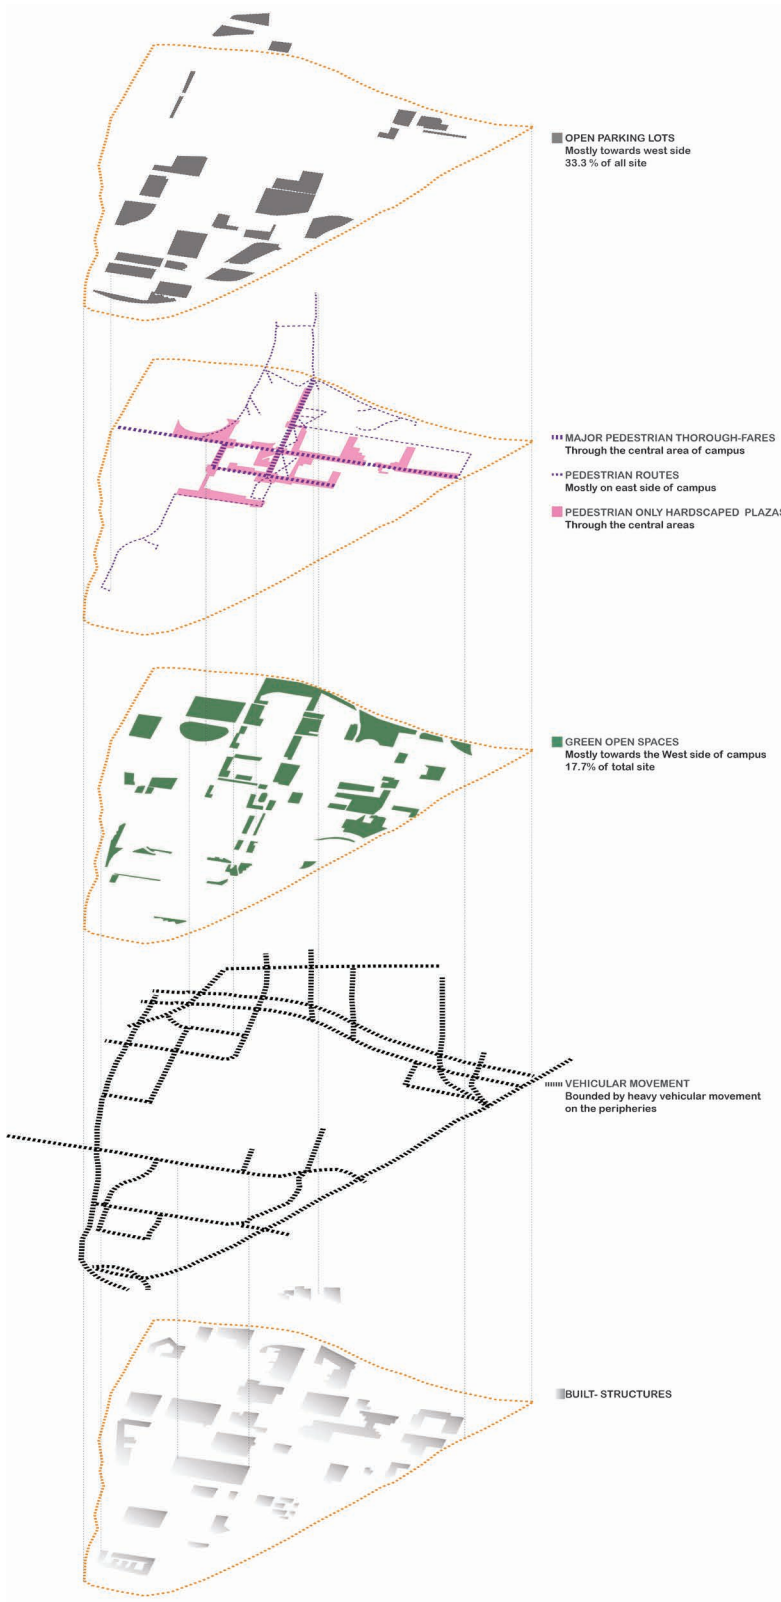 OPEN PARKING LOTS
Mostly towards west side
33.3 % of all site
MAJOR PEDESTRIAN THOROUGH-FARES
Through the central area of campus
PEDESTRIAN ROUTES
Mostly on east side of campus
PEDESTRIAN ONLY HARDSCAPED PLAZAS
Through the central areas
GREEN OPEN SPACES
Mostly towards the West side of campus
17.7% of total site
VEHICULAR MOVEMENT
Bounded by heavy vehicular movement
on the peripheries
BUILT- STRUCTURES